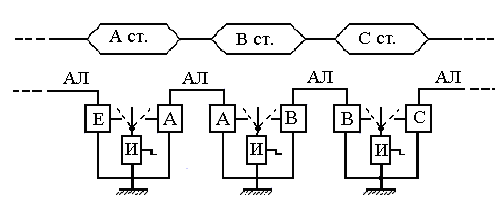 А ст. В ст. С ст.
АЛ АЛ АЛ АЛ
Е А А В В С
И И И